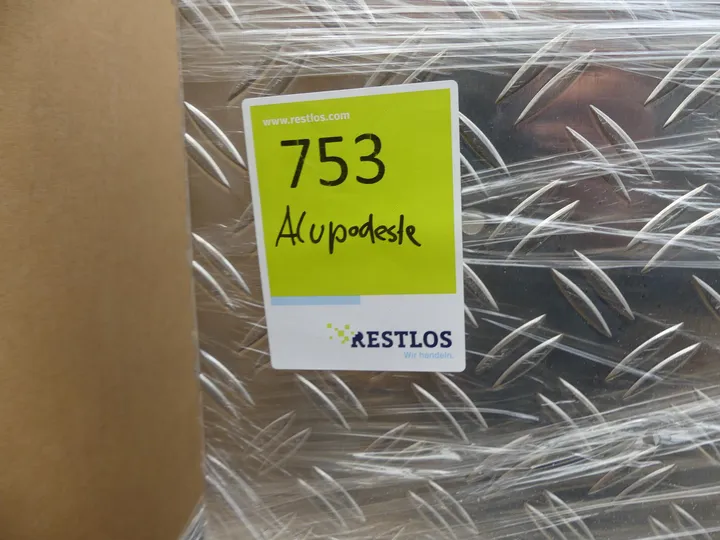 www.restlos.com
753
Alupodeste
RESTLOS
Wir handeln.